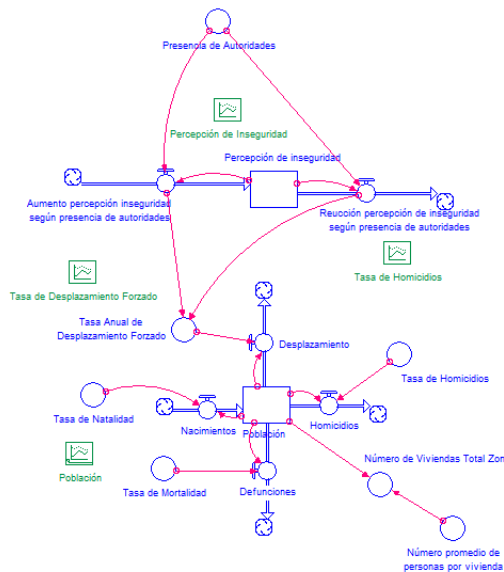 Presencia de Autoridades
Percepción de Inseguridad
Percepción de inseguridad
Aumento percepción inseguridad
según presencia de autoridades
Reucción percepción de inseguridad
según presencia de autoridades
Tasa de Desplazamiento Forzado
Tasa de Homicidios
Tasa Anual de
Desplazamiento Forzado
Desplazamiento
Tasa de Homicidios
Tasa de Natalidad
Nacimientos
Población
Homicidios
Número de Viviendas Total Zon
Población
Tasa de Mortalidad
Defunciones
Número promedio de
personas por vivienda